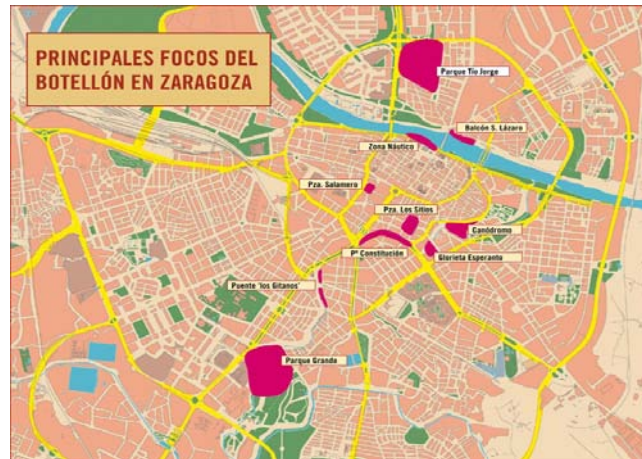 PRINCIPALES FOCOS DEL
BOTELLÓN EN ZARAGOZA
Parque Tío Jorge
Balcón S. Lázaro
Zona Náutico
Pza. Salamero
Pza. Los Sitios
Canódromo
Pº Constitución
Glorieta Esperanto
Puente 'los Gitanos'
Parque Grande